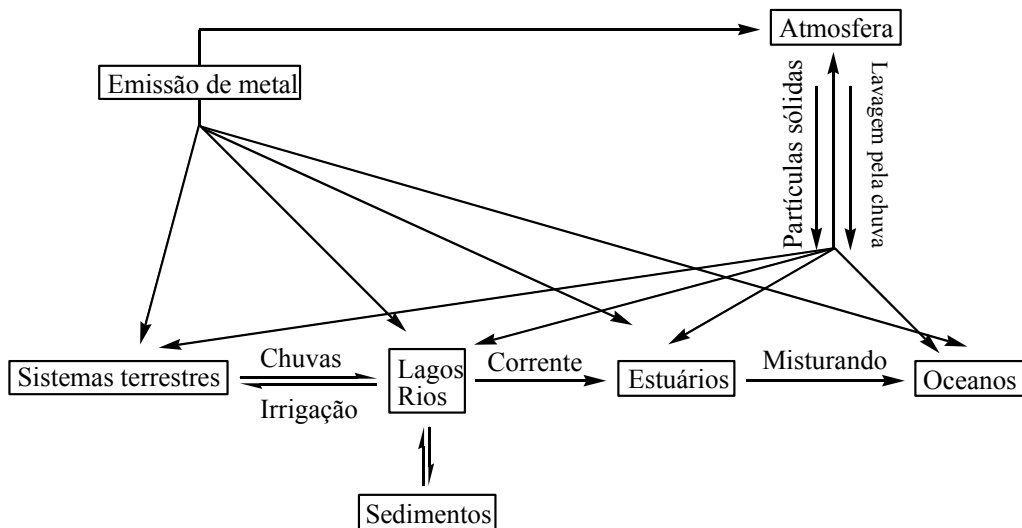 Atmosfera
Emissão de metal
Partículas sólidas
Lavagem pela chuva
Sistemas terrestres
Chuvas
Irrigação
Lagos
Rios
Corrente
Estuários
Misturando
Oceanos
Sedimentos